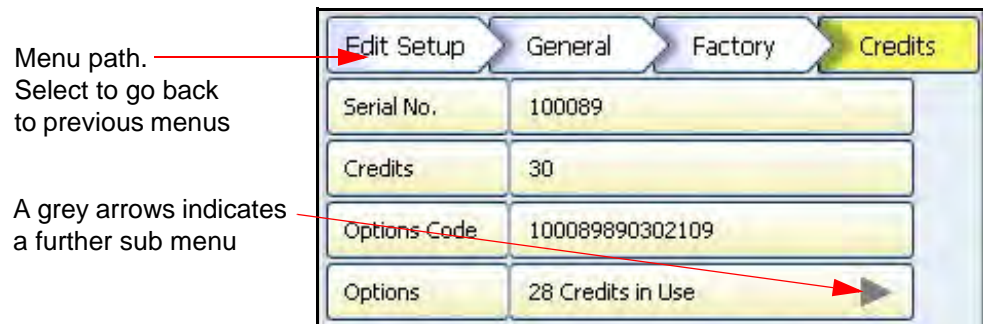 Menu path.
Select to go back
to previous menus
A grey arrows indicates
a further sub menu
Edit Setup General Factory Credits
Serial No. 100089
Credits 30
Options Code 100089890302109
Options 28 Credits in Use